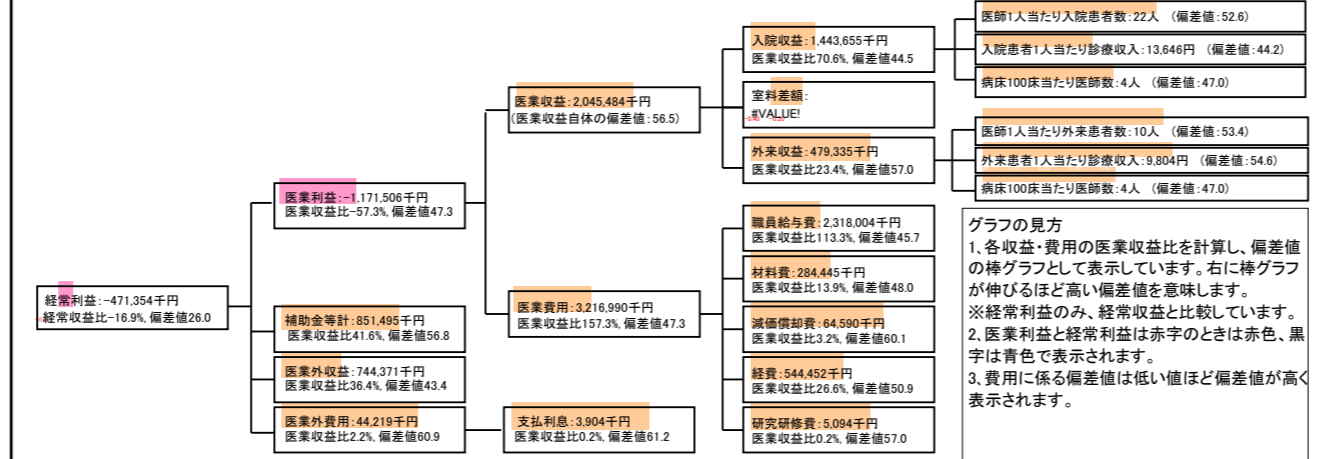 経常利益:-471,354千円
経常収益比-16.9%, 偏差値26.0
医業利益:-1,171,506千円
医業収益比-57.3%, 偏差値47.3
補助金等計:851,495千円
医業収益比41.6%, 偏差値56.8
医業外収益:744,371千円
医業収益比36.4%, 偏差値43.4
医業外費用:44,219千円
医業収益比2.2%, 偏差値60.9
医業収益:2,045,484千円
(医業収益自体の偏差値:56.5)
医業費用:3,216,990千円
医業収益比157.3%, 偏差値47.3
支払利息:3,904千円
医業収益比0.2%, 偏差値61.2
入院収益:1,443,655千円
医業収益比70.6%, 偏差値44.5
室料差額:
#VALUE!
外来収益:479,335千円
医業収益比23.4%, 偏差値57.0
職員給与費:2,318,004千円
医業収益比113.3%, 偏差値45.7
材料費:284,445千円
医業収益比13.9%, 偏差値48.0
減価償却費:64,590千円
医業収益比3.2%, 偏差値60.1
経費:544,452千円
医業収益比26.6%, 偏差値50.9
研究研修費:5,094千円
医業収益比0.2%, 偏差値57.0
医師1人当たり入院患者数:22人 (偏差値:52.6)
入院患者1人当たり診療収入:13,646円 (偏差値:44.2)
病床100床当たり医師数:4人 (偏差値:47.0)
医師1人当たり外来患者数:10人 (偏差値:53.4)
外来患者1人当たり診療収入:9,804円 (偏差値:54.6)
病床100床当たり医師数:4人 (偏差値:47.0)
グラフの見方
1、各収益・費用の医業収益比を計算し、偏差値
の棒グラフとして表示しています。右に棒グラフ
が伸びるほど高い偏差値を意味します。
※経常利益のみ、経常収益と比較しています。
2、医業利益と経常利益は赤字のときは赤色、黒
字は青色で表示されます。
3、費用に係る偏差値は低い値ほど偏差値が高く
表示されます。